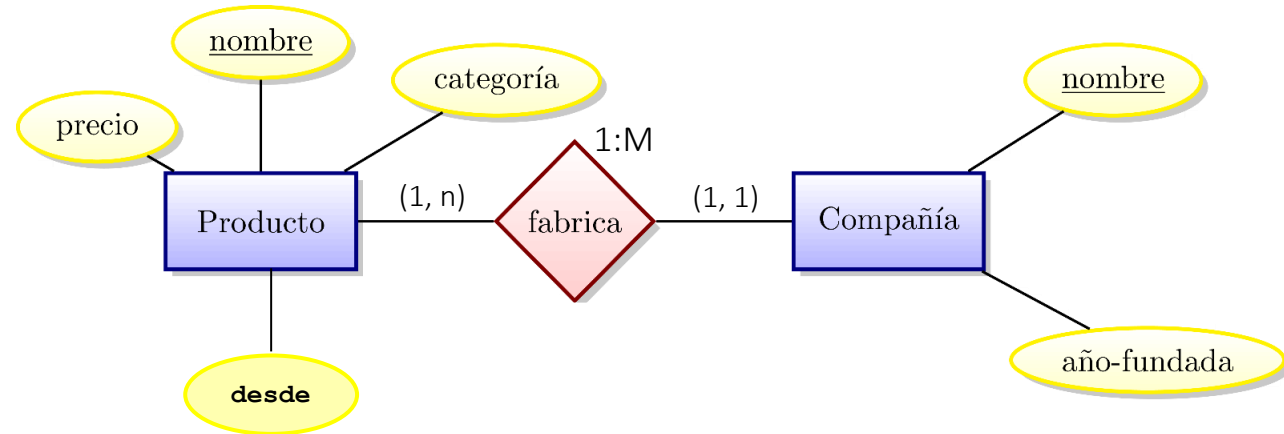 nombre
precio
categoría
nombre
1:M
Producto
(1, n)
fabrica
(1, 1)
Compañía
desde
año-fundada